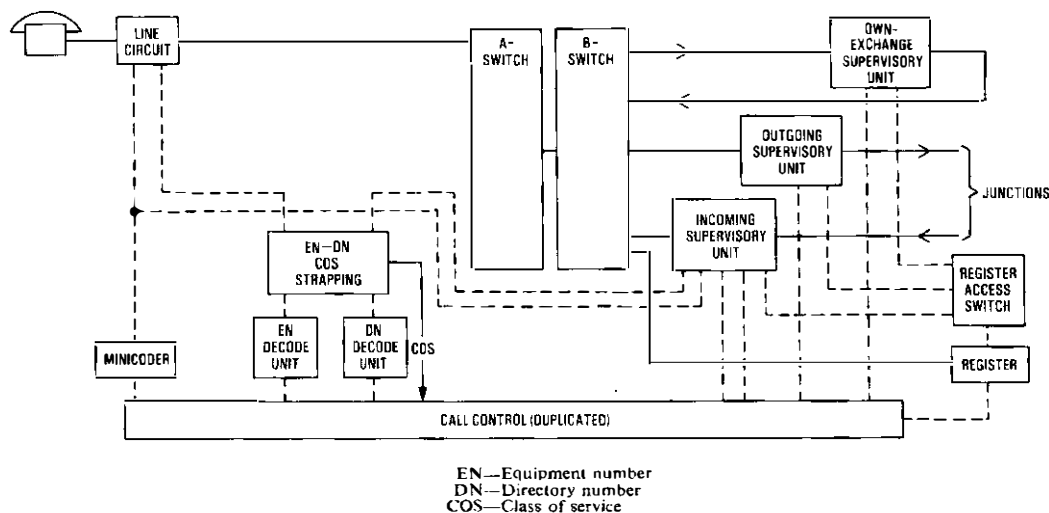 LINE
CIRCUIT
A-
SWITCH
B-
SWITCH
OWN-
EXCHANGE
SUPERVISORY
UNIT
OUTGOING
SUPERVISORY
UNIT
JUNCTIONS
INCOMING
SUPERVISORY
UNIT
EN—DN
COS
STRAPPING
REGISTER
ACCESS
SWITCH
MINICODER
EN
DECODE
UNIT
DN
DECODE
UNIT
COS
REGISTER
CALL CONTROL (DUPLICATED)
EN—Equipment number
DN—Directory number
COS—Class of service